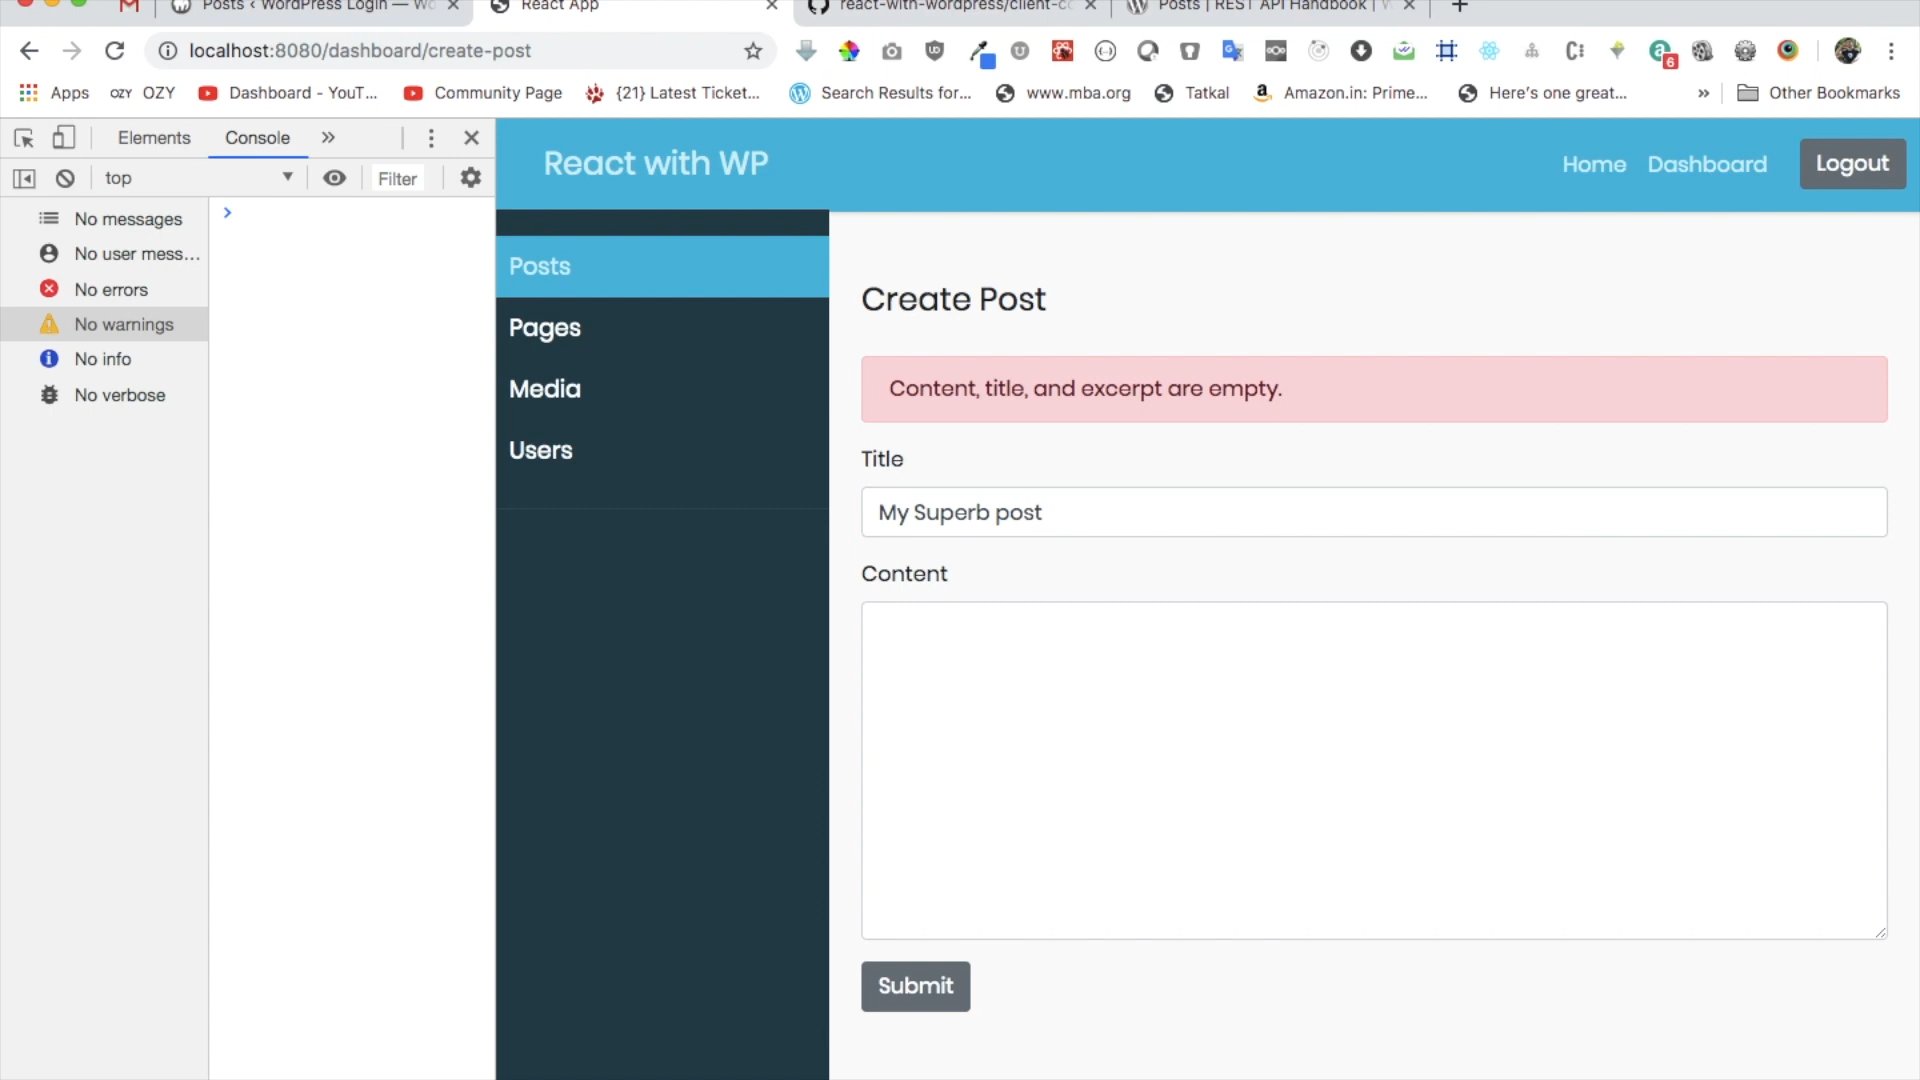 Posts ‹ WordPress Login — Wo
React App
react-with-wordpress/client-co
Posts | REST API Handbook | W
localhost:8080/dashboard/create-post
6
Apps
OZY OZY
Dashboard - YouT...
Community Page
{21} Latest Ticket...
Search Results for...
www.mba.org
Tatkal
Amazon.in: Prime...
Here's one great...
»
Other Bookmarks
Elements
Console
»
top
Filter
No messages
No user mess...
No errors
No warnings
No info
No verbose
React with WP
Home
Dashboard
Logout
Posts
Pages
Media
Users
Create Post
Content, title, and excerpt are empty.
Title
My Superb post
Content
Submit